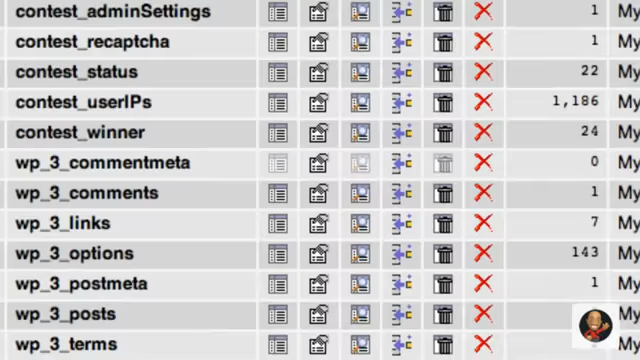 contest_adminSettings 1 My
contest_recaptcha 1 My
contest_status 22 My
contest_userIPs 1,186 My
contest_winner 24 My
wp_3_commentmeta 0 My
wp_3_comments 1 My
wp_3_links 7 My
wp_3_options 143 My
wp_3_postmeta 1 My
wp_3_posts My
wp_3_terms My